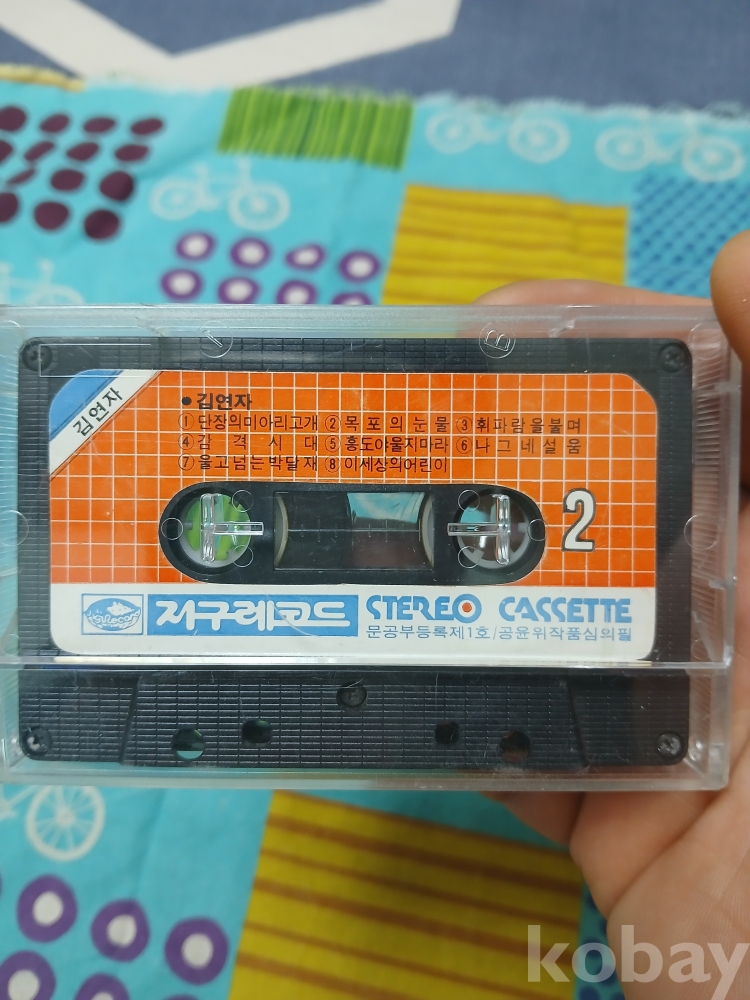 김연자
● 김연자
① 단장의미아리고개 ② 목포의눈물 ③ 휘파람을불며
④ 감격시대 ⑤ 홍도야울지마라 ⑥ 나그네설움
⑦ 울고넘는박달재 ⑧ 이세상의어린이
2
지구레코드 STEREO CASSETTE
문공부등록제1호/공윤위작품심의필
kobay